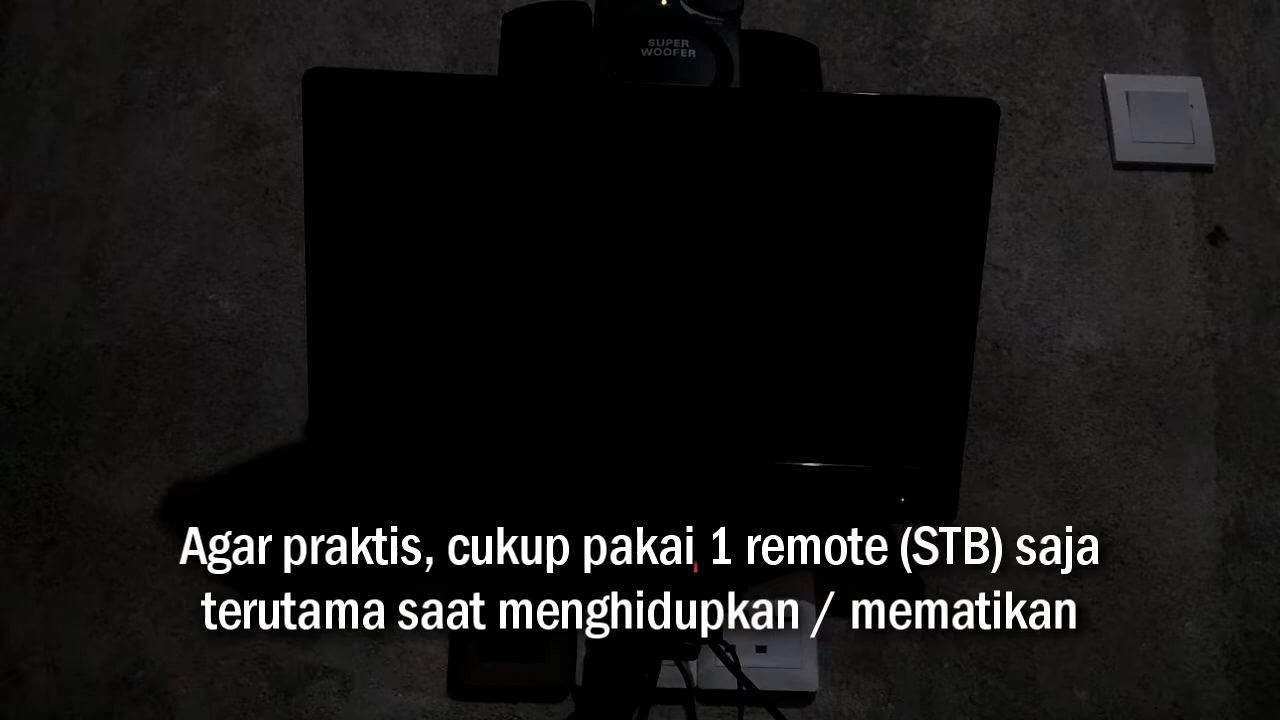 SUPER
WOOFER
Agar praktis, cukup pakai 1 remote (STB) saja
terutama saat menghidupkan / mematikan